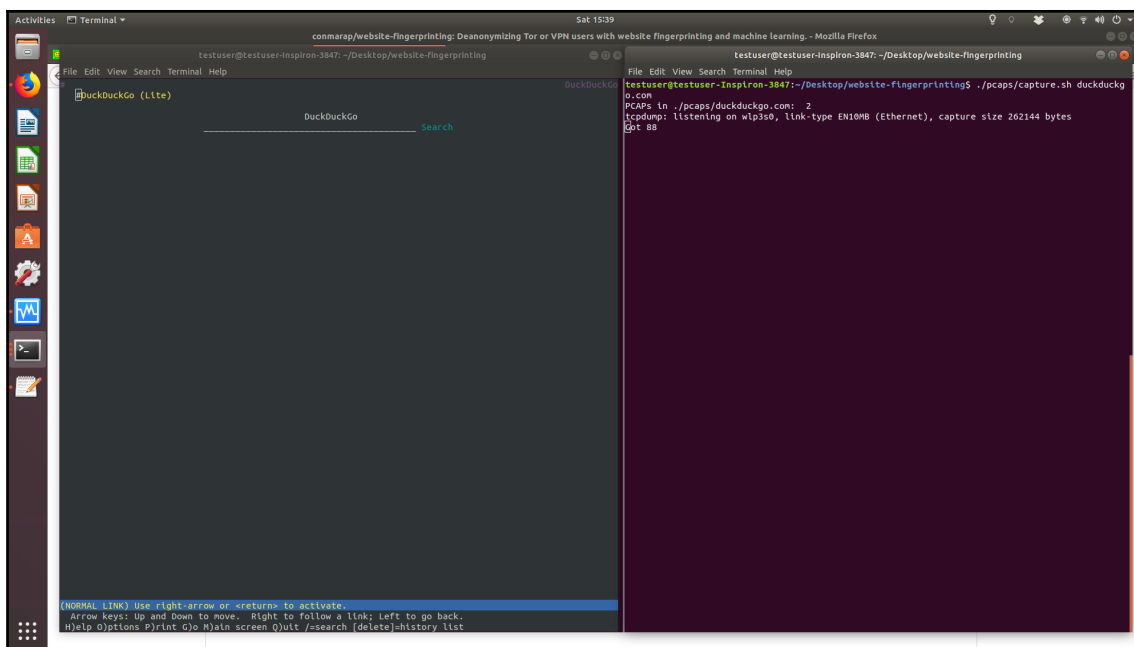 Activities Terminal Sat 15:39
conmarap/website-fingerprinting: Deanonymizing Tor or VPN users with website fingerprinting and machine learning. - Mozilla Firefox
testuser@testuser-Inspiron-3847: ~/Desktop/website-fingerprinting
File Edit View Search Terminal Help
DuckDuckGo
#DuckDuckGo (Lite)
DuckDuckGo
Search
(NORMAL LINK) Use right-arrow or <return> to activate.
Arrow keys: Up and Down to move. Right to follow a link; Left to go back.
H)elp O)ptions P)rint G)o M)ain screen Q)uit /=search [delete]=history list
testuser@testuser-Inspiron-3847: ~/Desktop/website-fingerprinting
File Edit View Search Terminal Help
testuser@testuser-Inspiron-3847:~/Desktop/website-fingerprinting$ ./pcaps/capture.sh duckduckg
o.com
PCAPs in ./pcaps/duckduckgo.com: 2
tcpdump: listening on wlp3s0, link-type EN10MB (Ethernet), capture size 262144 bytes
Got 88